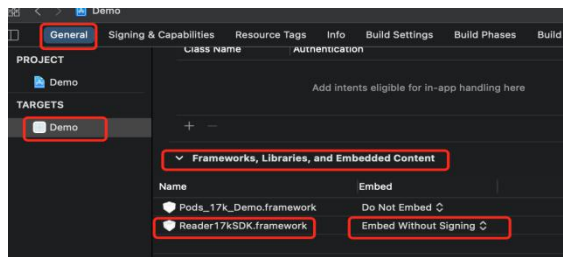 Demo
General Signing & Capabilities Resource Tags Info Build Settings Build Phases Build
PROJECT
Class Name Authentication
Demo
Add intents eligible for in-app handling here
TARGETS
Demo
+ −
Frameworks, Libraries, and Embedded Content
Name Embed
Pods_17k_Demo.framework Do Not Embed
Reader17kSDK.framework Embed Without Signing